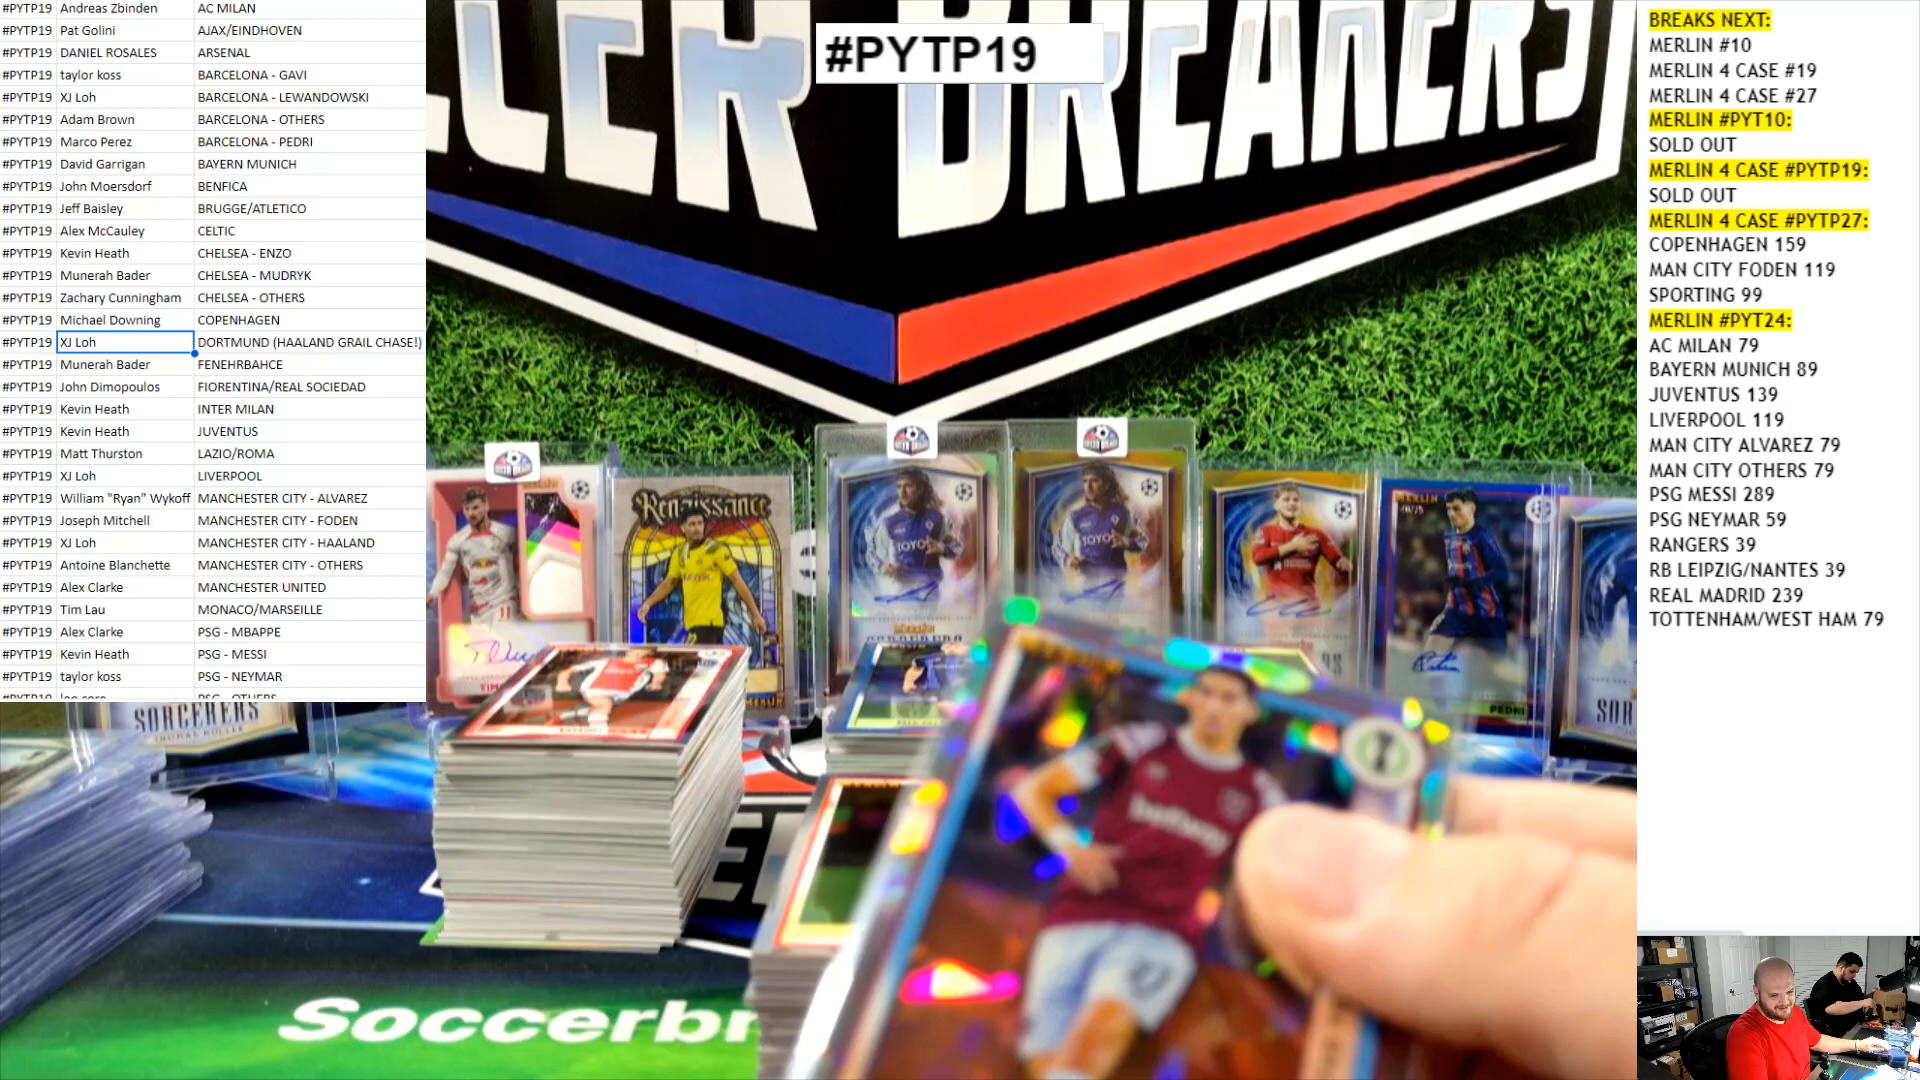 #PYTP19 Andreas Zbinden AC MILAN
#PYTP19 Pat Golini AJAX/EINDHOVEN
#PYTP19 DANIEL ROSALES ARSENAL
#PYTP19 taylor koss BARCELONA - GAVI
#PYTP19 XJ Loh BARCELONA - LEWANDOWSKI
#PYTP19 Adam Brown BARCELONA - OTHERS
#PYTP19 Marco Perez BARCELONA - PEDRI
#PYTP19 David Garrigan BAYERN MUNICH
#PYTP19 John Moersdorf BENFICA
#PYTP19 Jeff Baisley BRUGGE/ATLETICO
#PYTP19 Alex McCauley CELTIC
#PYTP19 Kevin Heath CHELSEA - ENZO
#PYTP19 Munerah Bader CHELSEA - MUDRYK
#PYTP19 Zachary Cunningham CHELSEA - OTHERS
#PYTP19 Michael Downing COPENHAGEN
#PYTP19 XJ Loh DORTMUND (HAALAND GRAIL CHASE!)
#PYTP19 Munerah Bader FENEHRBAHCE
#PYTP19 John Dimopoulos FIORENTINA/REAL SOCIEDAD
#PYTP19 Kevin Heath INTER MILAN
#PYTP19 Kevin Heath JUVENTUS
#PYTP19 Matt Thurston LAZIO/ROMA
#PYTP19 XJ Loh LIVERPOOL
#PYTP19 William "Ryan" Wykoff MANCHESTER CITY - ALVAREZ
#PYTP19 Joseph Mitchell MANCHESTER CITY - FODEN
#PYTP19 XJ Loh MANCHESTER CITY - HAALAND
#PYTP19 Antoine Blanchette MANCHESTER CITY - OTHERS
#PYTP19 Alex Clarke MANCHESTER UNITED
#PYTP19 Tim Lau MONACO/MARSEILLE
#PYTP19 Alex Clarke PSG - MBAPPE
#PYTP19 Kevin Heath PSG - MESSI
#PYTP19 taylor koss PSG - NEYMAR
#PYTP19
BREAKERS
#PYTP19
Renaissance
TOYO
TOYO
MERLIN
PEDRI
SORCERERS
betway
Soccerbr
BREAKS NEXT:
MERLIN #10
MERLIN 4 CASE #19
MERLIN 4 CASE #27
MERLIN #PYT10:
SOLD OUT
MERLIN 4 CASE #PYTP19:
SOLD OUT
MERLIN 4 CASE #PYTP27:
COPENHAGEN 159
MAN CITY FODEN 119
SPORTING 99
MERLIN #PYT24:
AC MILAN 79
BAYERN MUNICH 89
JUVENTUS 139
LIVERPOOL 119
MAN CITY ALVAREZ 79
MAN CITY OTHERS 79
PSG MESSI 289
PSG NEYMAR 59
RANGERS 39
RB LEIPZIG/NANTES 39
REAL MADRID 239
TOTTENHAM/WEST HAM 79